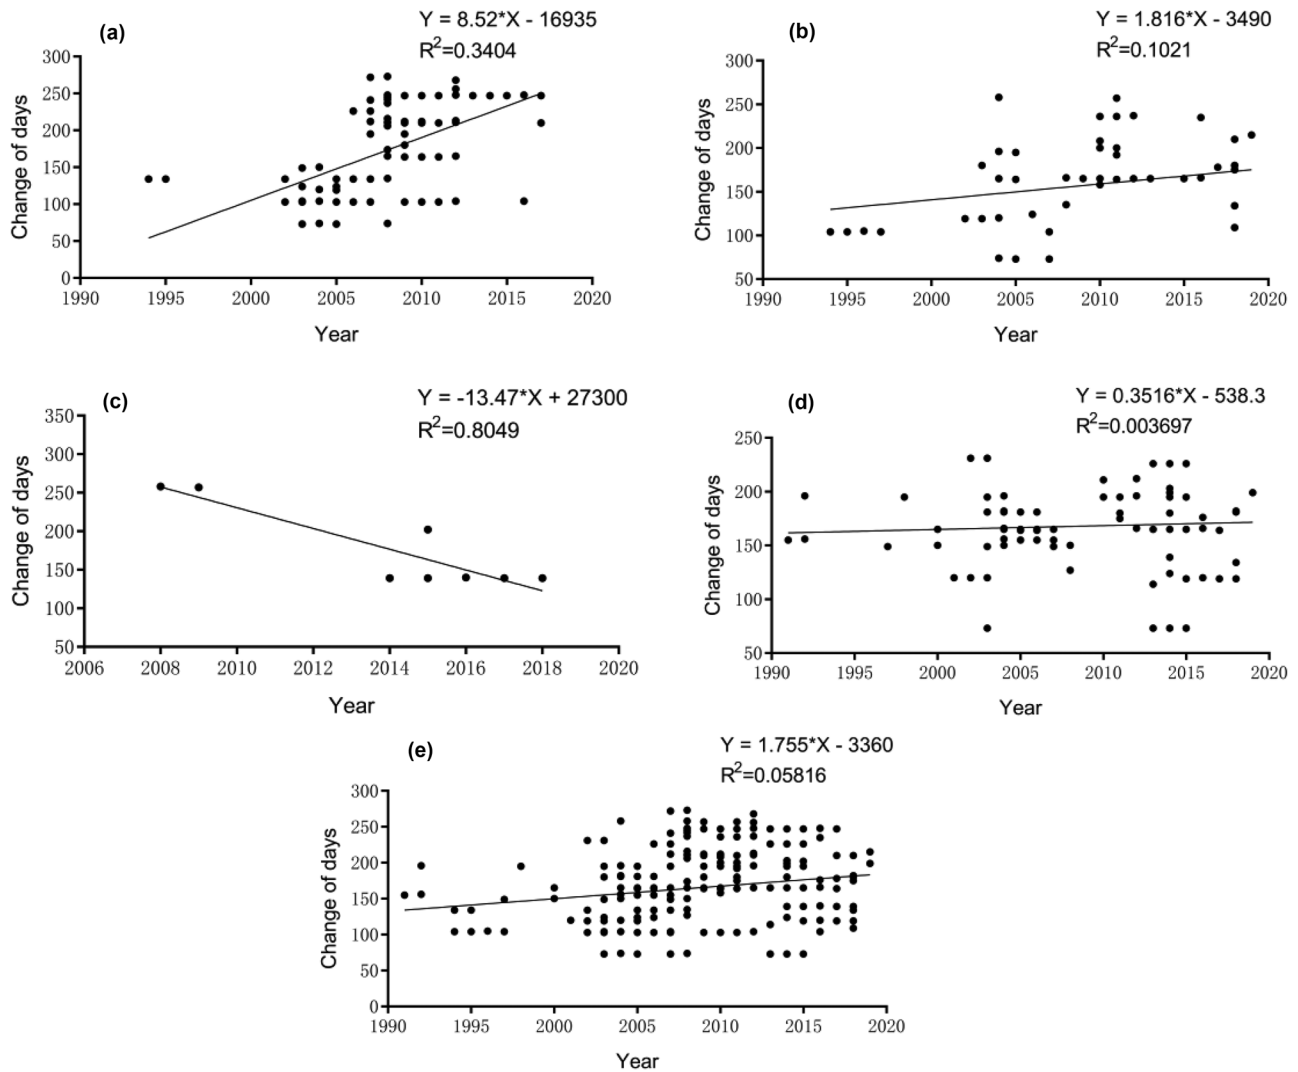 (a)
Y = 8.52*X - 16935
R2=0.3404
300
250
200
150
100
50
0
Change of days
1990 1995 2000 2005 2010 2015 2020
Year
(b)
Y = 1.816*X - 3490
R2=0.1021
300
250
200
150
100
50
Change of days
1990 1995 2000 2005 2010 2015 2020
Year
(c)
Y = -13.47*X + 27300
R2=0.8049
350
300
250
200
150
100
50
Change of days
2006 2008 2010 2012 2014 2016 2018 2020
Year
(d)
Y = 0.3516*X - 538.3
R2=0.003697
250
200
150
100
50
Change of days
1990 1995 2000 2005 2010 2015 2020
Year
(e)
Y = 1.755*X - 3360
R2=0.05816
300
250
200
150
100
50
0
Change of days
1990 1995 2000 2005 2010 2015 2020
Year